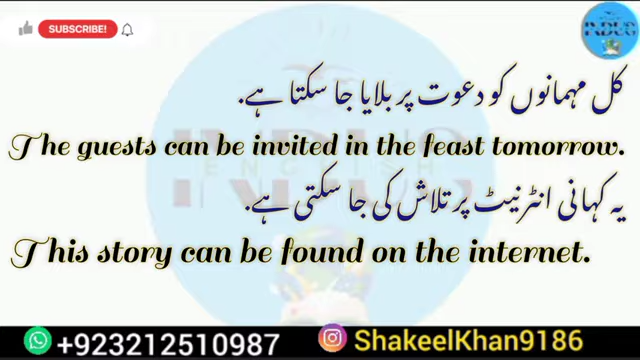 SUBSCRIBE!
کل مہمانوں کو دعوت پر بلایا جا سکتا ہے.
The guests can be invited in the feast tomorrow.
یہ کہانی انٹرنیٹ پر تلاش کی جا سکتی ہے.
This story can be found on the internet.
+923212510987 ShakeelKhan9186